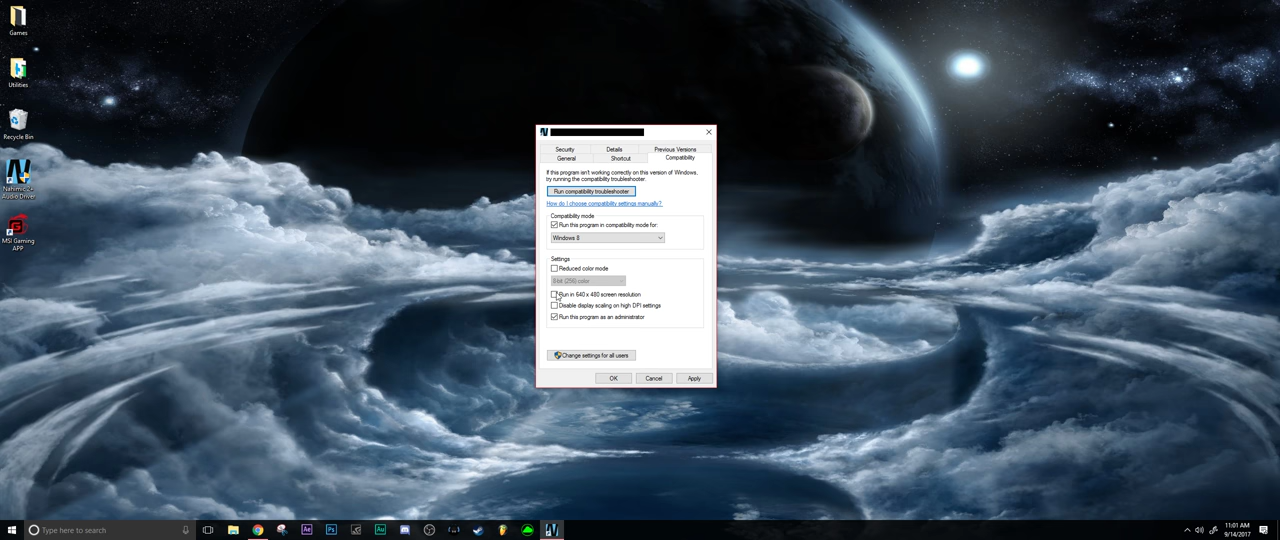 Games
Utilities
Recycle Bin
Nahimic 2+
Audio Driver
MSI Gaming
APP
Security
Details
Previous Versions
General
Shortcut
Compatibility
If this program isn't working correctly on this version of Windows,
try running the compatibility troubleshooter.
Run compatibility troubleshooter
How do I choose compatibility settings manually?
Compatibility mode
Run this program in compatibility mode for:
Windows 8
Settings
Reduced color mode
8-bit (256) color
Run in 640 x 480 screen resolution
Disable display scaling on high DPI settings
Run this program as an administrator
Change settings for all users
OK
Cancel
Apply
Type here to search
Ae
Ps
Au
11:01 AM
9/14/2017